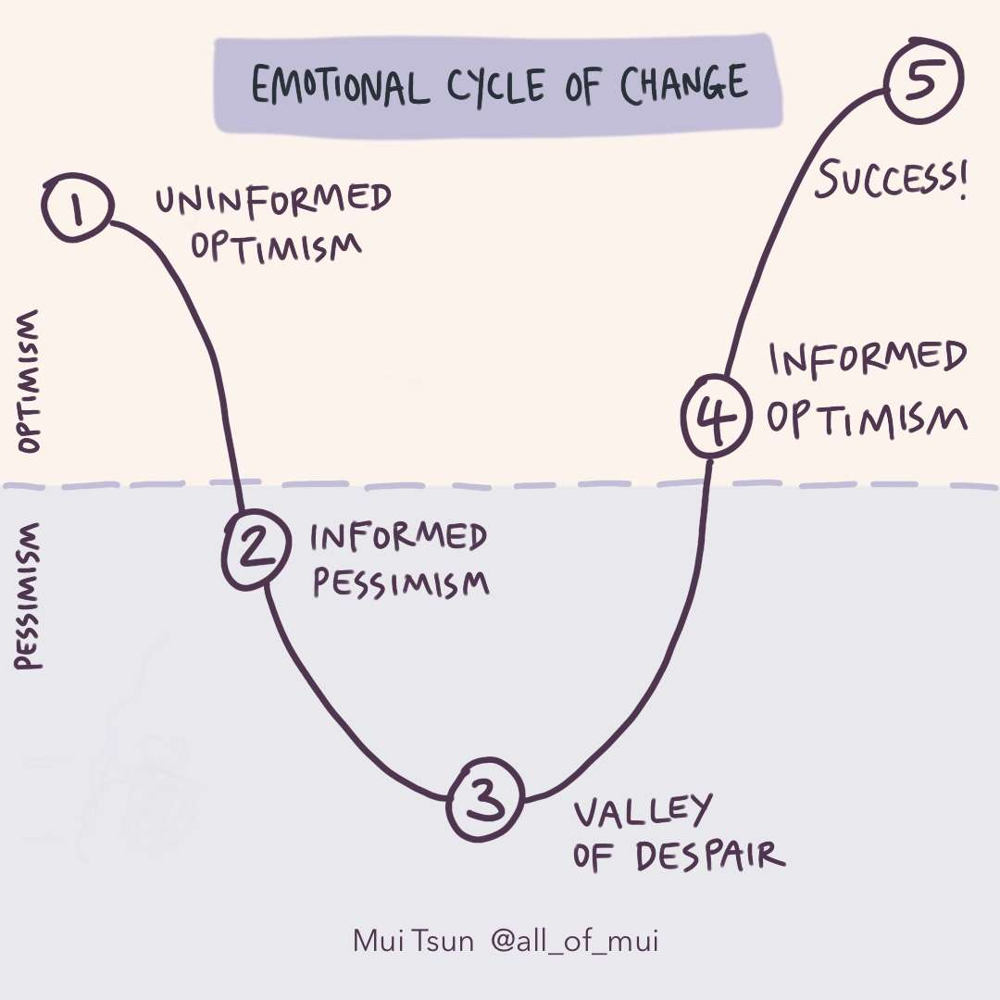 EMOTIONAL CYCLE OF CHANGE
1
UNINFORMED
OPTIMISM
5
SUCCESS!
OPTIMISM
4
INFORMED
OPTIMISM
PESSIMISM
2
INFORMED
PESSIMISM
3
VALLEY
OF DESPAIR
Mui Tsun @all_of_mui